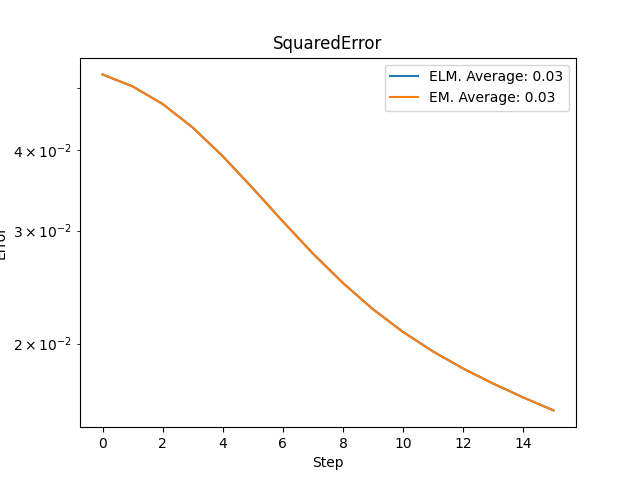 SquaredError
ELM. Average: 0.03
EM. Average: 0.03
4 × 10⁻²
3 × 10⁻²
2 × 10⁻²
Error
0 2 4 6 8 10 12 14
Step